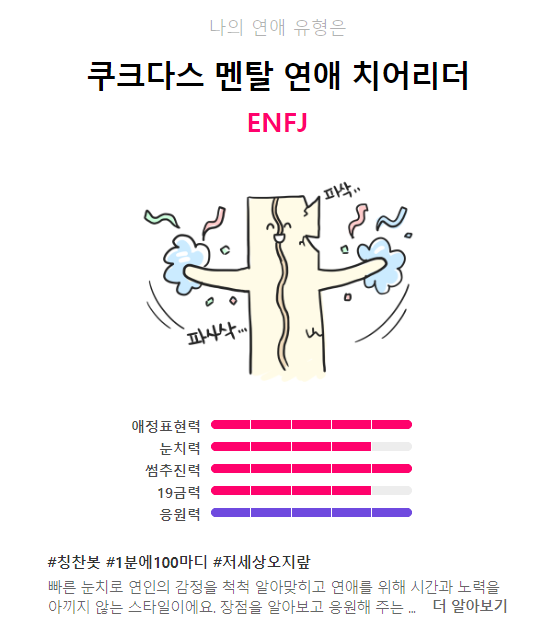 나의 연애 유형은
쿠크다스 멘탈 연애 치어리더
ENFJ
파삭..
파사삭...
애정표현력
눈치력
썸추진력
19금력
응원력
#칭찬봇 #1분에100마디 #저세상오지랖
빠른 눈치로 연인의 감정을 척척 알아맞히고 연애를 위해 시간과 노력을
아끼지 않는 스타일이에요. 장점을 알아보고 응원해 주는 ... 더 알아보기